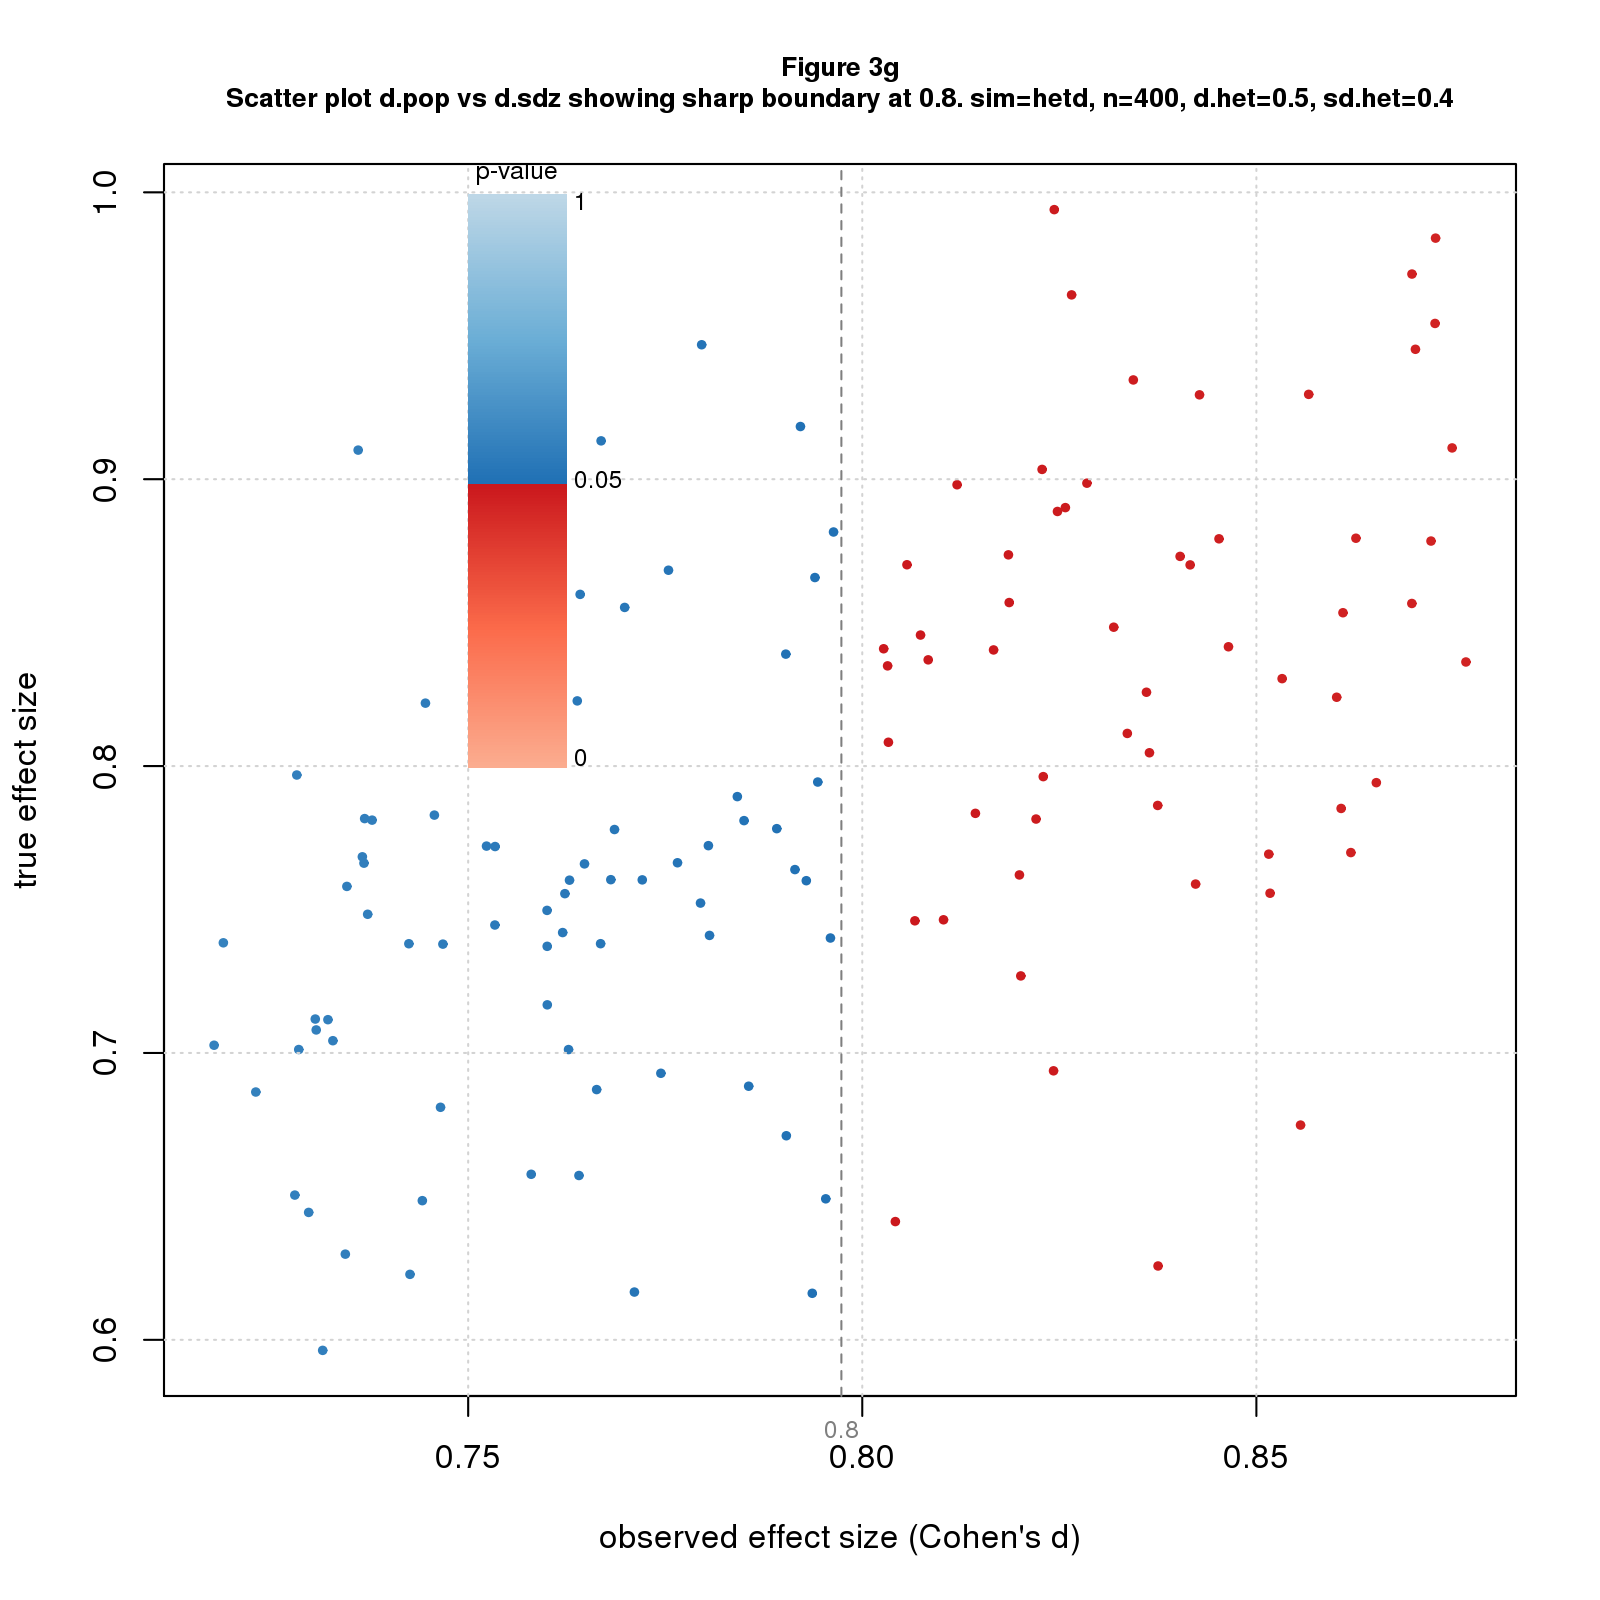 Figure 3g
Scatter plot d.pop vs d.sdz showing sharp boundary at 0.8. sim=hetd, n=400, d.het=0.5, sd.het=0.4
p-value
1
0.05
0
true effect size
1.0
0.9
0.8
0.7
0.6
0.8
0.75
0.80
0.85
observed effect size (Cohen's d)